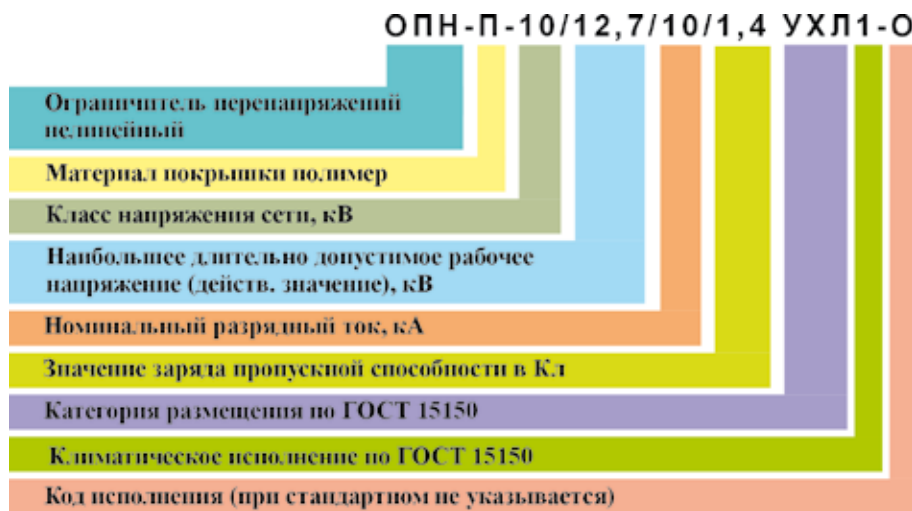 ОПН-П-10/12,7/10/1,4 УХЛ1-О
Ограничитель перенапряжений
нелинейный
Материал покрышки полимер
Класс напряжения сети, кВ
Наибольшее длительно допустимое рабочее
напряжение (действ. значение), кВ
Номинальный разрядный ток, кА
Значение заряда пропускной способности в Кл
Категория размещения по ГОСТ 15150
Климатическое исполнение по ГОСТ 15150
Код исполнения (при стандартном не указывается)